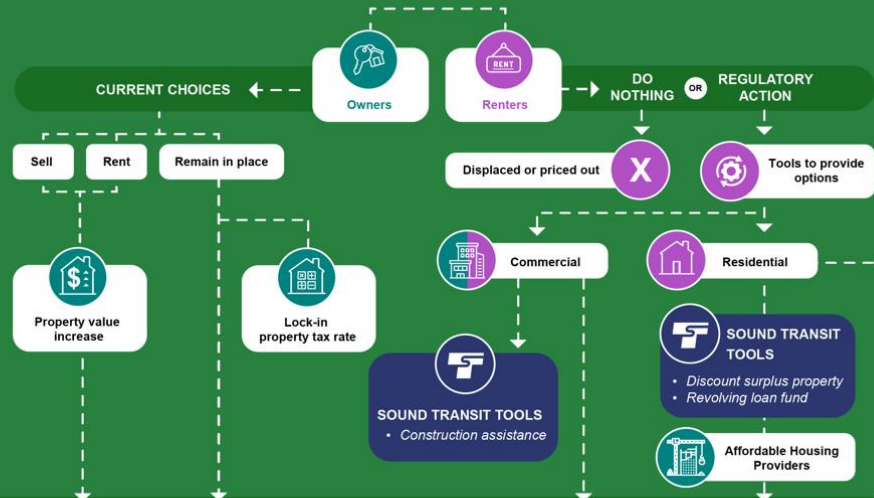 Owners
RENT
Renters
CURRENT CHOICES
DO
NOTHING
OR
REGULATORY
ACTION
Sell
Rent
Remain in place
Displaced or priced out
X
Tools to provide
options
$
Property value
increase
Lock-in
property tax rate
Commercial
Residential
SOUND TRANSIT TOOLS
• Construction assistance
SOUND TRANSIT
TOOLS
• Discount surplus property
• Revolving loan fund
Affordable Housing
Providers